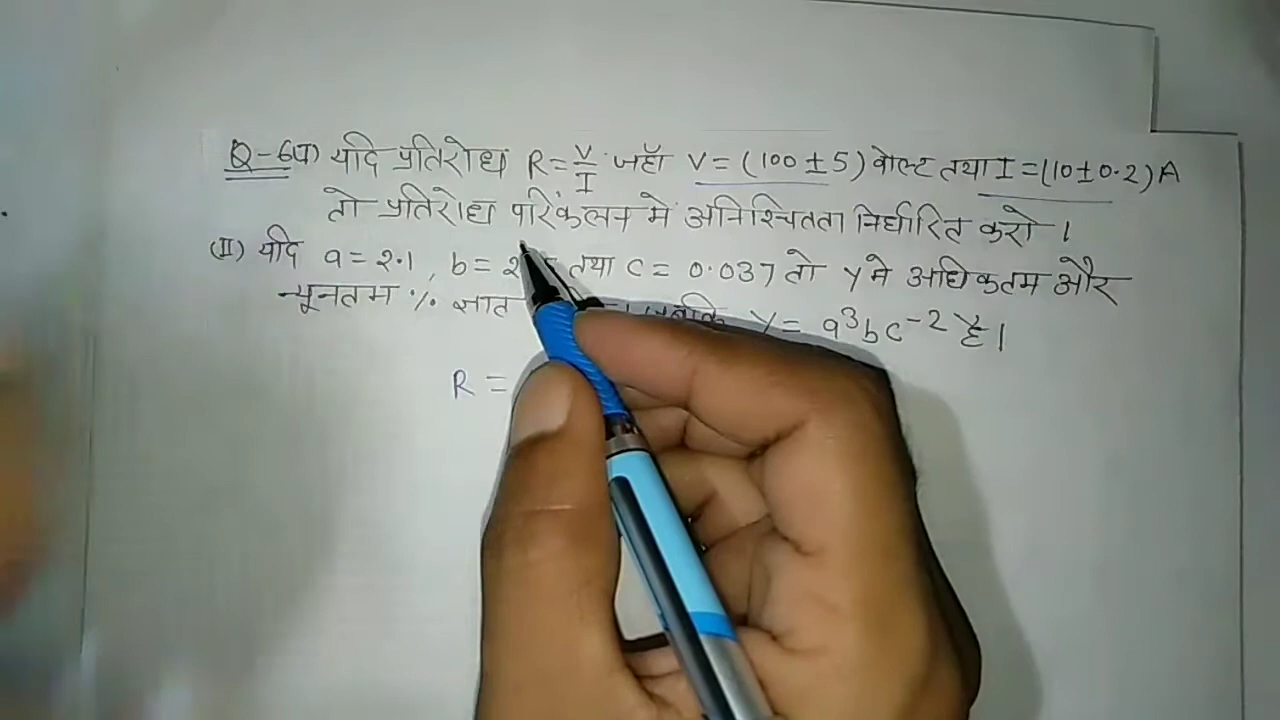 Q-6(I) यदि प्रतिरोध R = V/I जहाँ V = (100 ± 5) वोल्ट तथा I = (10 ± 0.2) A
तो प्रतिरोध परिकलन मे अनिश्चितता निर्धारित करो ।
(II) यदि a = 2.1 , b = तथा c = 0.037 तो Y मे अधिकतम और
न्यूनतम % ज्ञात Y = a³bc⁻² है।
R =